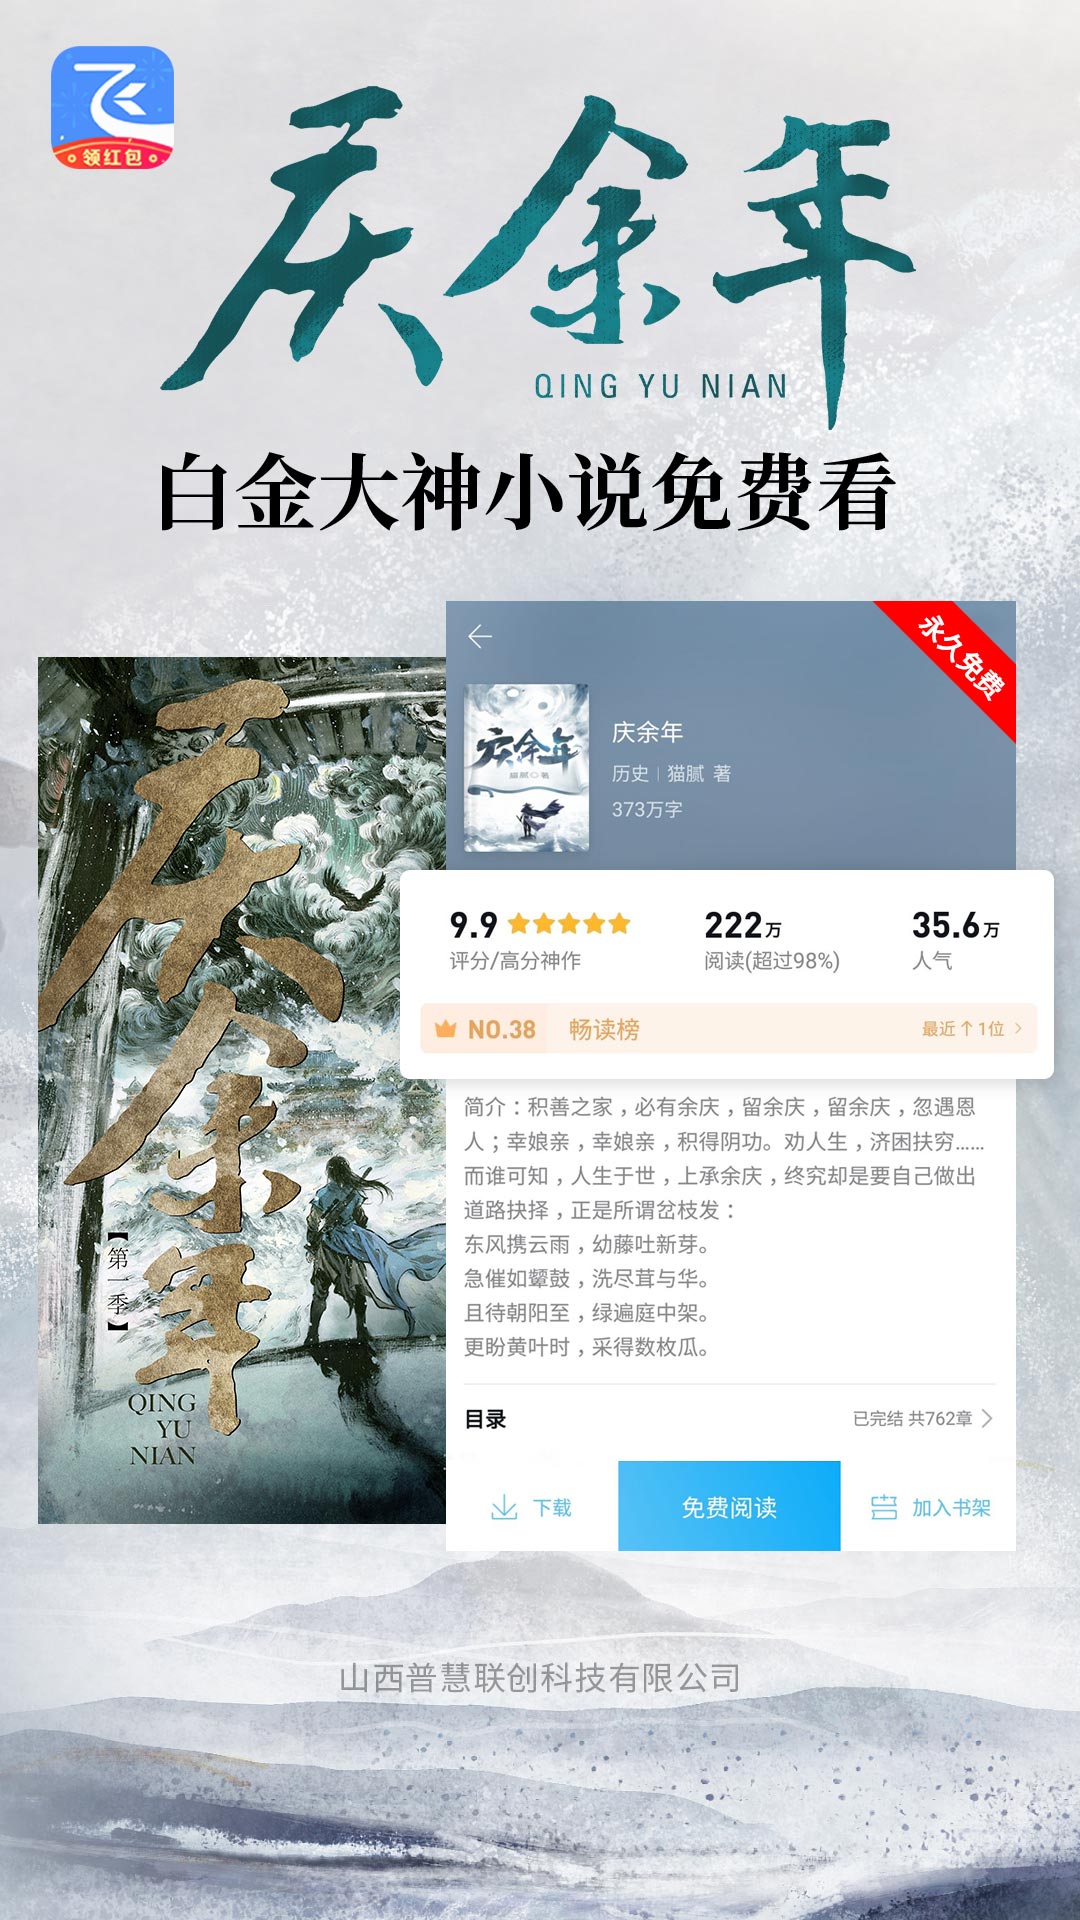 飞
领红包
庆余年
QING YU NIAN
白金大神小说免费看
永久免费
庆余年
【第一季】
QING
YU
NIAN
庆余年
猫腻◎著
庆余年
历史 | 猫腻 著
373万字
9.9
评分/高分神作
222万
阅读(超过98%)
35.6万
人气
NO.38 畅读榜
最近↑1位 >
简介：积善之家，必有余庆，留余庆，留余庆，忽遇恩
人；幸娘亲，幸娘亲，积得阴功。劝人生，济困扶穷……
而谁可知，人生于世，上承余庆，终究却是要自己做出
道路抉择，正是所谓岔枝发：
东风携云雨，幼藤吐新芽。
急催如颦鼓，洗尽茸与华。
且待朝阳至，绿遍庭中架。
更盼黄叶时，采得数枚瓜。
目录
已完结 共762章 >
下载
免费阅读
加入书架
山西普慧联创科技有限公司